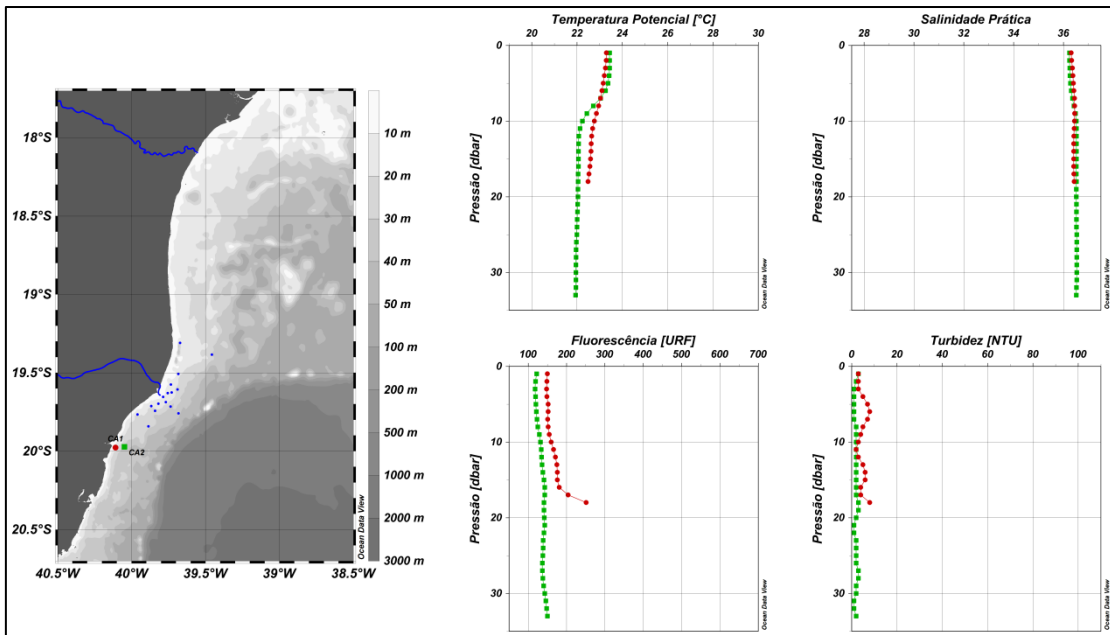 18°S
18.5°S
19°S
19.5°S
20°S
20.5°S
40.5°W
40°W
39.5°W
39°W
38.5°W
CA1
CA2
Ocean Data View
10 m
20 m
30 m
40 m
50 m
100 m
200 m
500 m
1000 m
2000 m
3000 m
Temperatura Potencial [°C]
20 22 24 26 28 30
Pressão [dbar]
0
10
20
30
Ocean Data View
Salinidade Prática
28 30 32 34 36
Pressão [dbar]
0
10
20
30
Ocean Data View
Fluorescência [URF]
100 200 300 400 500 600 700
Pressão [dbar]
0
10
20
30
Ocean Data View
Turbidez [NTU]
0 20 40 60 80 100
Pressão [dbar]
0
10
20
30
Ocean Data View